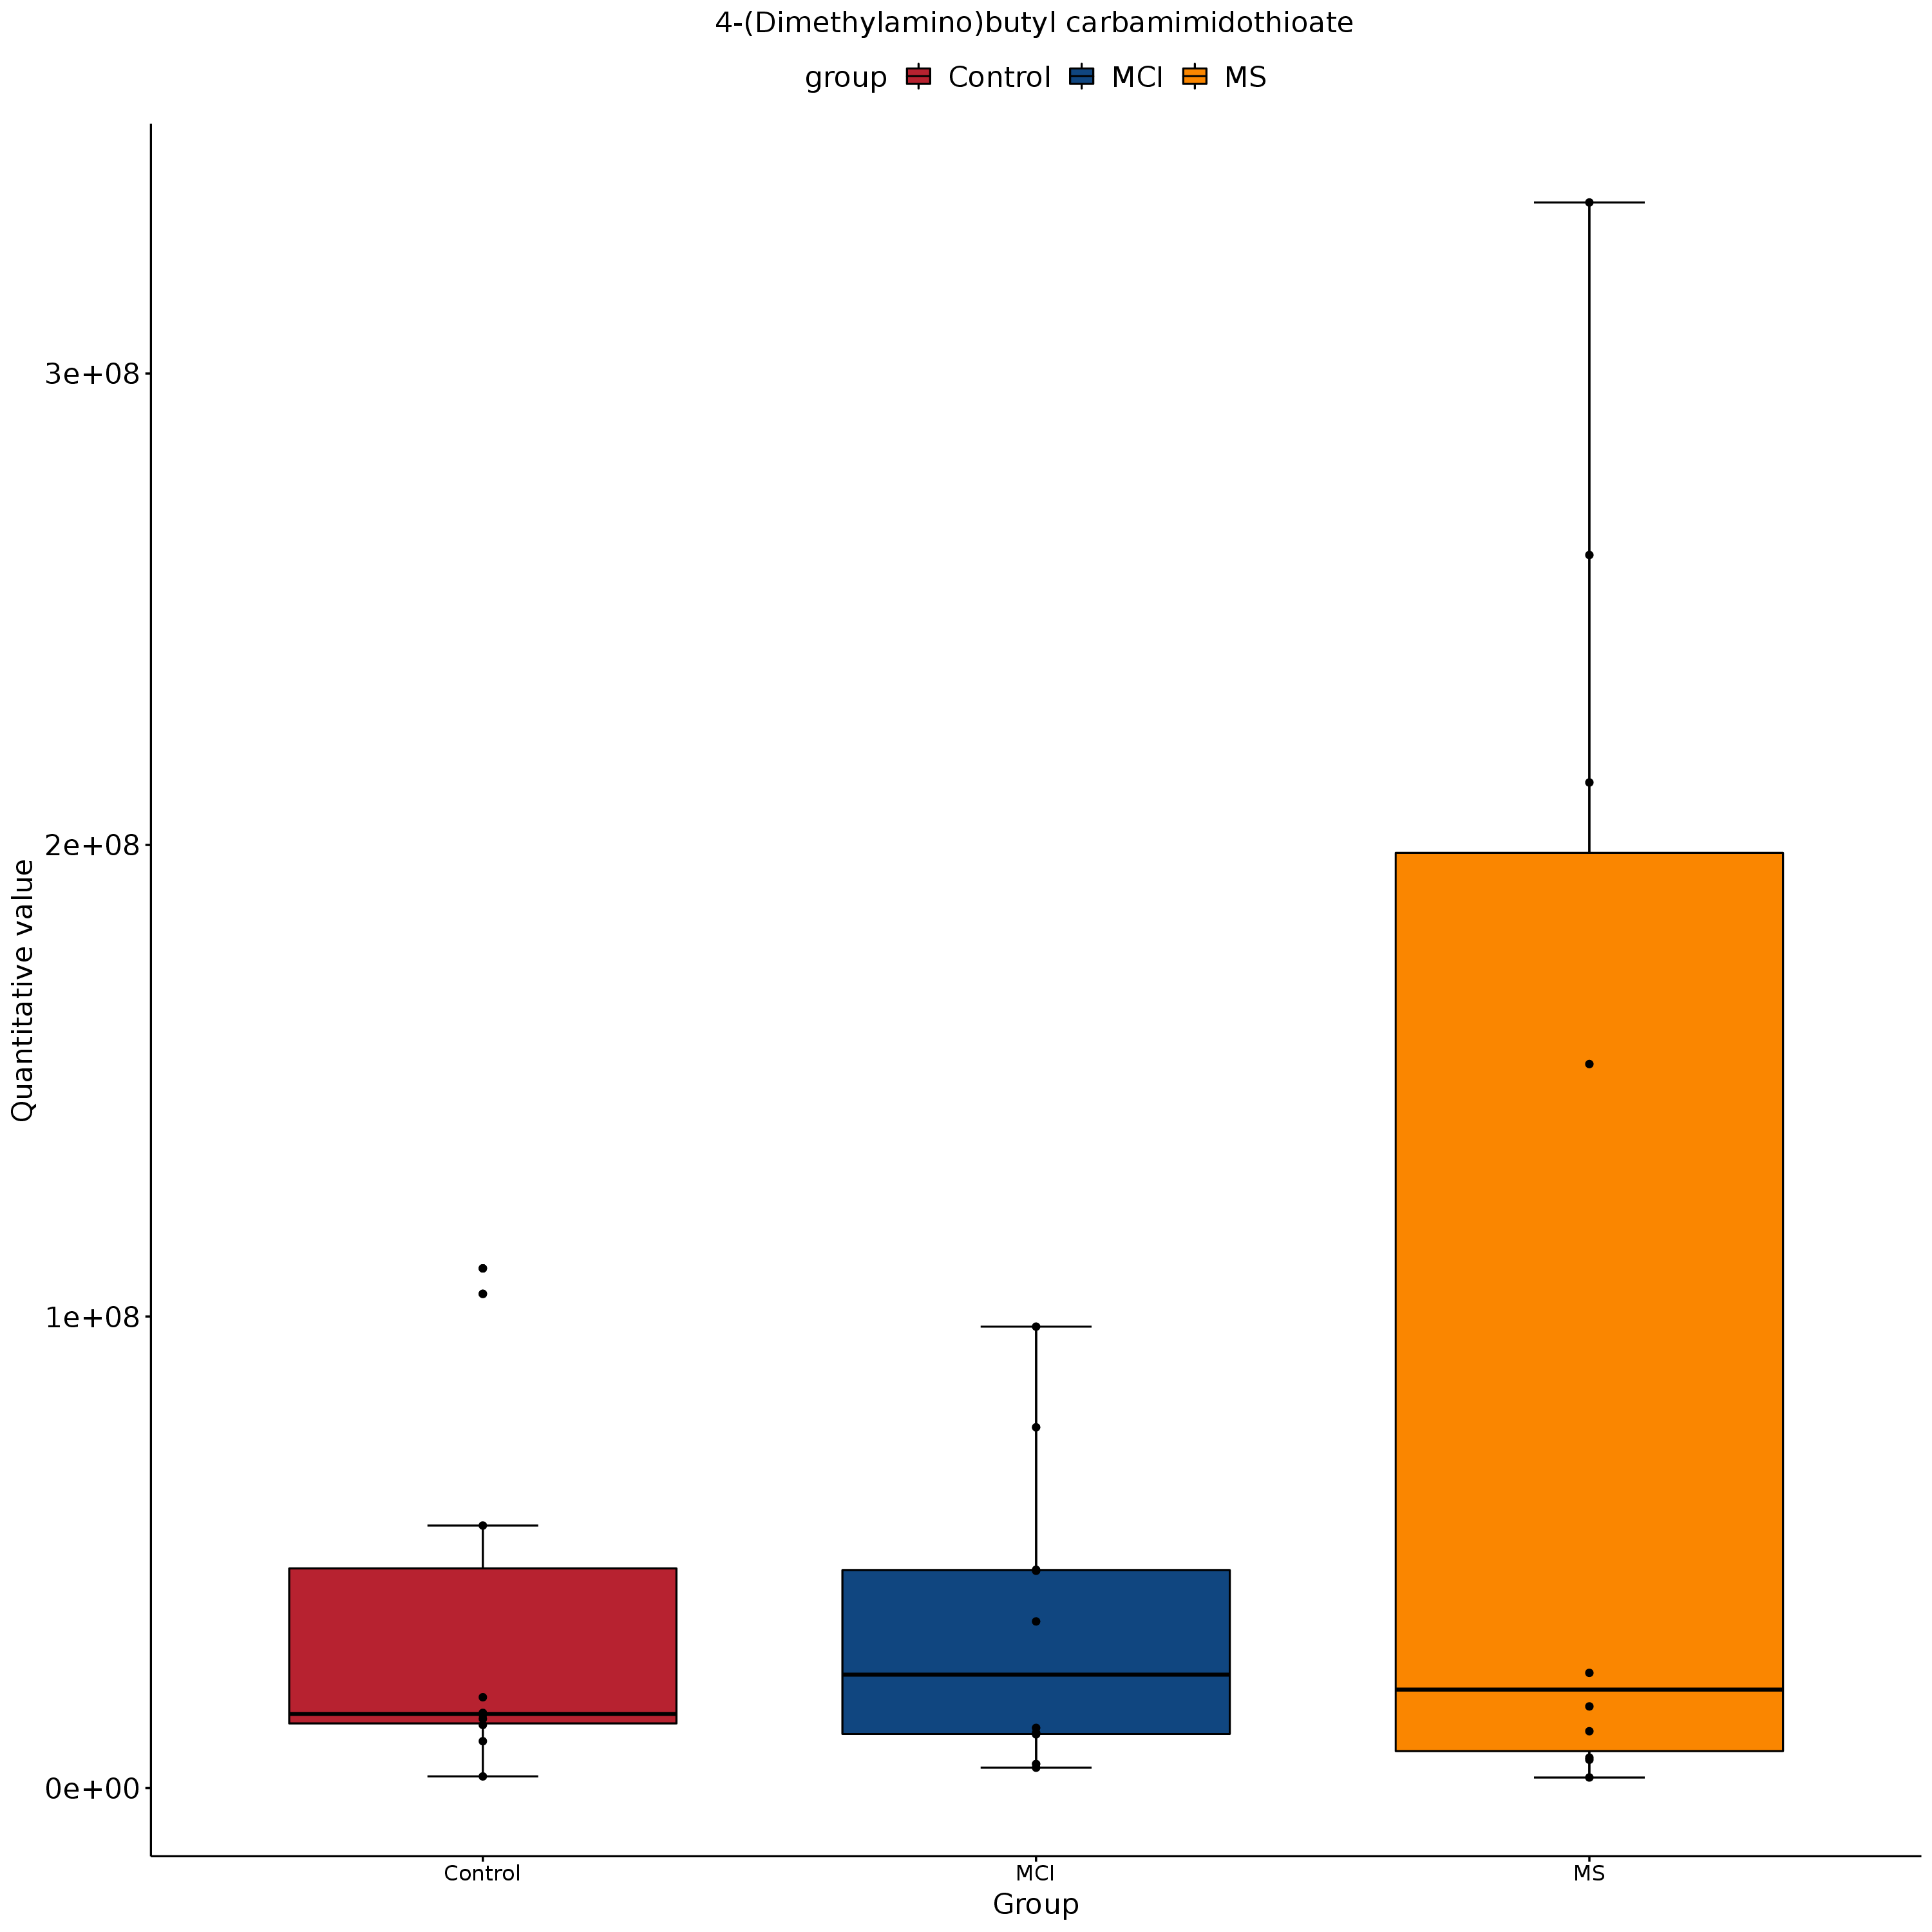 4-(Dimethylamino)butyl carbamimidothioate
group Control MCI MS
Quantitative value
3e+08
2e+08
1e+08
0e+00
Control MCI MS
Group